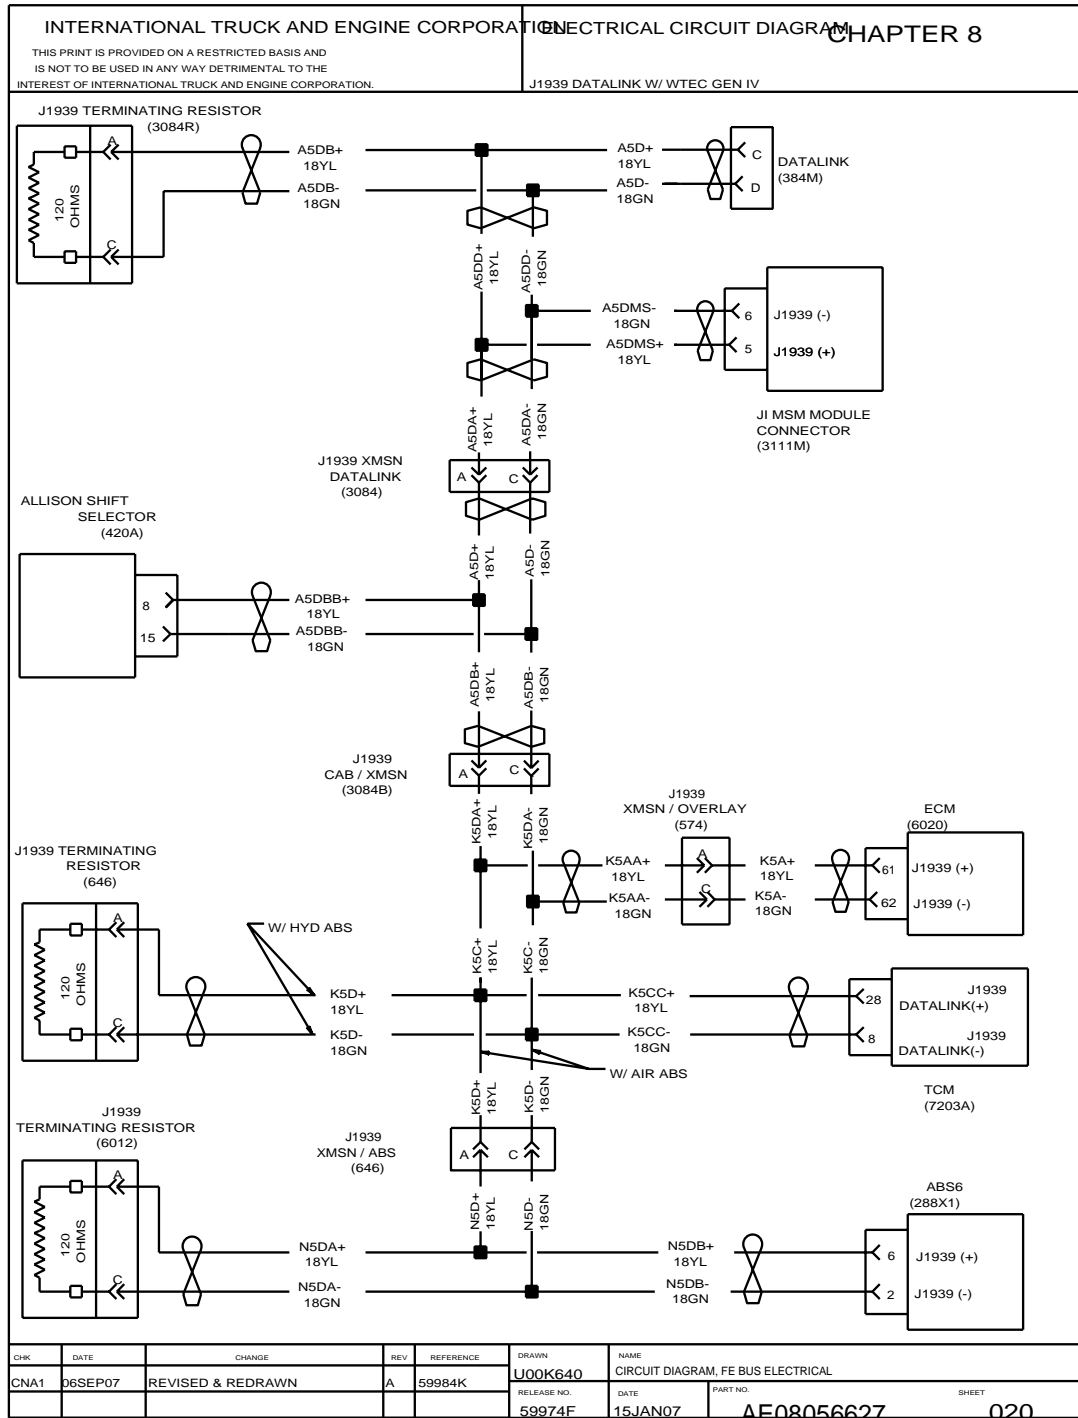 INTERNATIONAL TRUCK AND ENGINE CORPORATION
ELECTRICAL CIRCUIT DIAGRAM
CHAPTER 8
THIS PRINT IS PROVIDED ON A RESTRICTED BASIS AND
IS NOT TO BE USED IN ANY WAY DETRIMENTAL TO THE
INTEREST OF INTERNATIONAL TRUCK AND ENGINE CORPORATION.
J1939 DATALINK W/ WTEC GEN IV
J1939 TERMINATING RESISTOR
(3084R)
A
C
120
OHMS
A5DB+
18YL
A5DB-
18GN
A5D+
18YL
A5D-
18GN
C
D
DATALINK
(384M)
A5DD+
18YL
A5DD-
18GN
A5DMS-
18GN
A5DMS+
18YL
6
5
J1939 (-)
J1939 (+)
JI MSM MODULE
CONNECTOR
(3111M)
A5DA+
18YL
A5DA-
18GN
J1939 XMSN
DATALINK
(3084)
A
C
ALLISON SHIFT
SELECTOR
(420A)
A5D+
18YL
A5D-
18GN
8
15
A5DBB+
18YL
A5DBB-
18GN
A5DB+
18YL
A5DB-
18GN
J1939
CAB / XMSN
(3084B)
A
C
K5DA+
18YL
K5DA-
18GN
J1939
XMSN / OVERLAY
(574)
A
C
K5AA+
18YL
K5AA-
18GN
K5A+
18YL
K5A-
18GN
ECM
(6020)
61
62
J1939 (+)
J1939 (-)
J1939 TERMINATING
RESISTOR
(646)
A
C
120
OHMS
W/ HYD ABS
K5C+
18YL
K5C-
18GN
K5D+
18YL
K5D-
18GN
K5CC+
18YL
K5CC-
18GN
28
8
J1939
DATALINK(+)
J1939
DATALINK(-)
TCM
(7203A)
W/ AIR ABS
K5D+
18YL
K5D-
18GN
J1939
XMSN / ABS
(646)
A
C
J1939
TERMINATING RESISTOR
(6012)
A
C
120
OHMS
N5D+
18YL
N5D-
18GN
N5DA+
18YL
N5DA-
18GN
N5DB+
18YL
N5DB-
18GN
ABS6
(288X1)
6
2
J1939 (+)
J1939 (-)
CHK DATE CHANGE REV REFERENCE DRAWN NAME
CNA1 06SEP07 REVISED & REDRAWN A 59984K U00K640 CIRCUIT DIAGRAM, FE BUS ELECTRICAL
RELEASE NO. DATE PART NO. SHEET
59974F 15JAN07 AE08056627 020